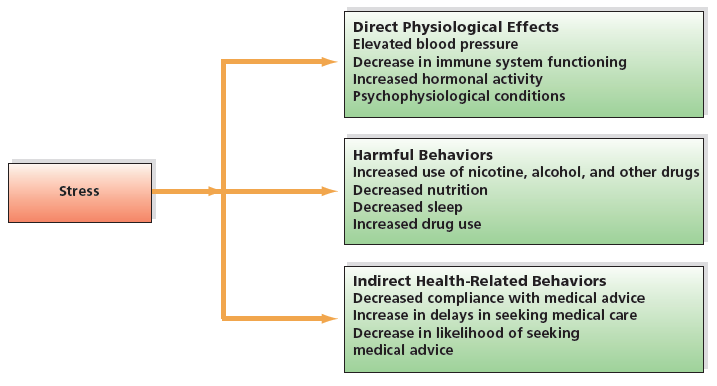 Stress
Direct Physiological Effects
Elevated blood pressure
Decrease in immune system functioning
Increased hormonal activity
Psychophysiological conditions
Harmful Behaviors
Increased use of nicotine, alcohol, and other drugs
Decreased nutrition
Decreased sleep
Increased drug use
Indirect Health-Related Behaviors
Decreased compliance with medical advice
Increase in delays in seeking medical care
Decrease in likelihood of seeking
medical advice